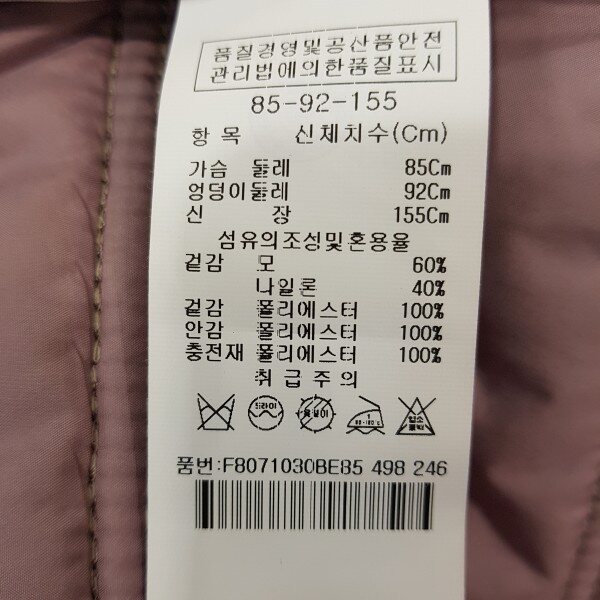 품질경영및공산품안전
관리법에의한품질표시
85-92-155
항 목 신체치수(Cm)
가슴 둘레 85Cm
엉덩이둘레 92Cm
신 장 155Cm
섬유의조성및혼용율
겉감 모 60%
나일론 40%
겉감 폴리에스터 100%
안감 폴리에스터 100%
충전재 폴리에스터 100%
취급주의
드라이
품번:F8071030BE85 498 246